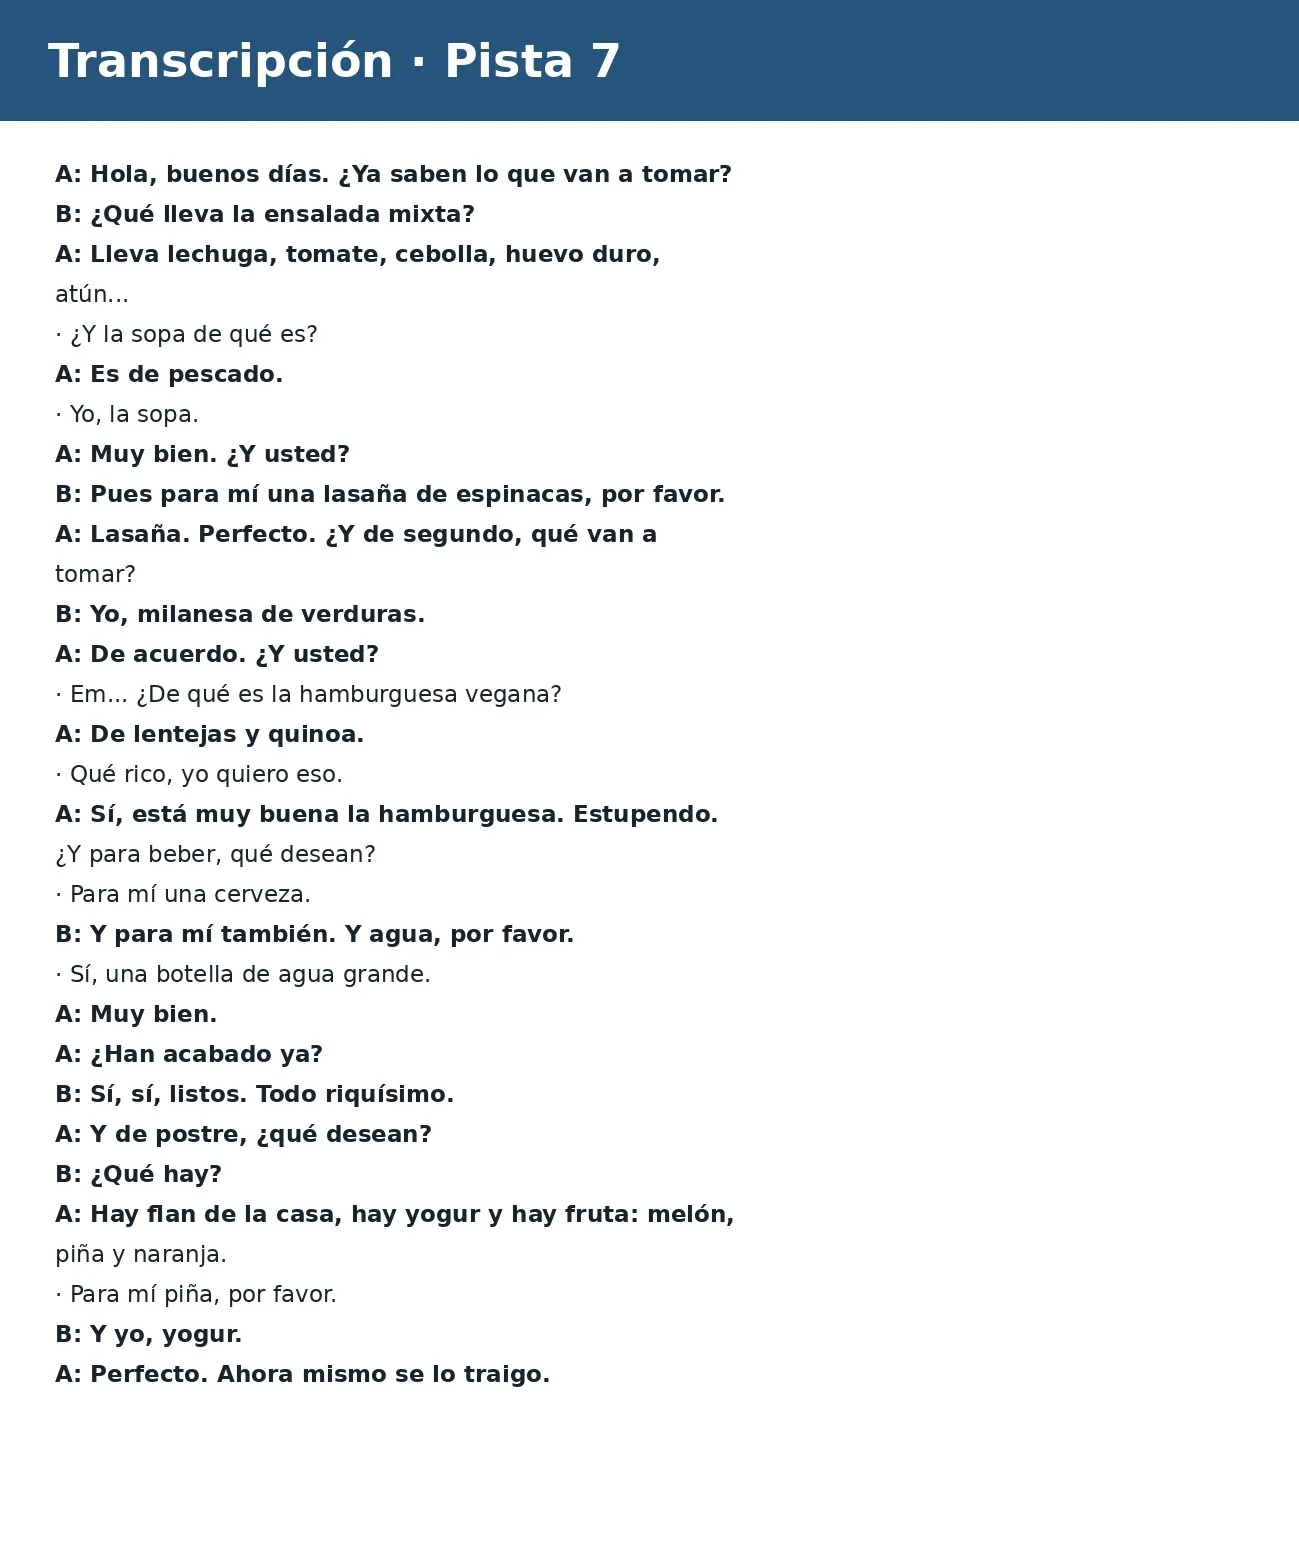 Transcripción · Pista 7
A: Hola, buenos días. ¿Ya saben lo que van a tomar?
B: ¿Qué lleva la ensalada mixta?
A: Lleva lechuga, tomate, cebolla, huevo duro,
atún...
· ¿Y la sopa de qué es?
A: Es de pescado.
· Yo, la sopa.
A: Muy bien. ¿Y usted?
B: Pues para mí una lasaña de espinacas, por favor.
A: Lasaña. Perfecto. ¿Y de segundo, qué van a
tomar?
B: Yo, milanesa de verduras.
A: De acuerdo. ¿Y usted?
· Em... ¿De qué es la hamburguesa vegana?
A: De lentejas y quinoa.
· Qué rico, yo quiero eso.
A: Sí, está muy buena la hamburguesa. Estupendo.
¿Y para beber, qué desean?
· Para mí una cerveza.
B: Y para mí también. Y agua, por favor.
· Sí, una botella de agua grande.
A: Muy bien.
A: ¿Han acabado ya?
B: Sí, sí, listos. Todo riquísimo.
A: Y de postre, ¿qué desean?
B: ¿Qué hay?
A: Hay flan de la casa, hay yogur y hay fruta: melón,
piña y naranja.
· Para mí piña, por favor.
B: Y yo, yogur.
A: Perfecto. Ahora mismo se lo traigo.